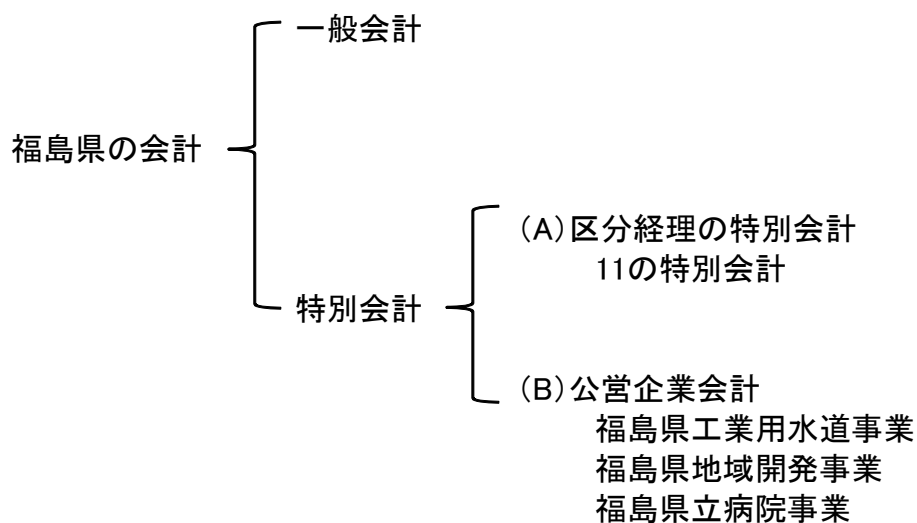 一般会計
福島県の会計
(A)区分経理の特別会計
11の特別会計
特別会計
(B)公営企業会計
福島県工業用水道事業
福島県地域開発事業
福島県立病院事業